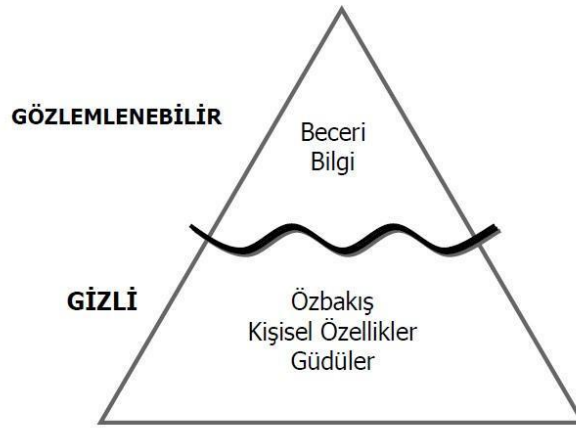 GÖZLEMLENEBİLİR
Beceri
Bilgi
GİZLİ
Özbakış
Kişisel Özellikler
Güdüler